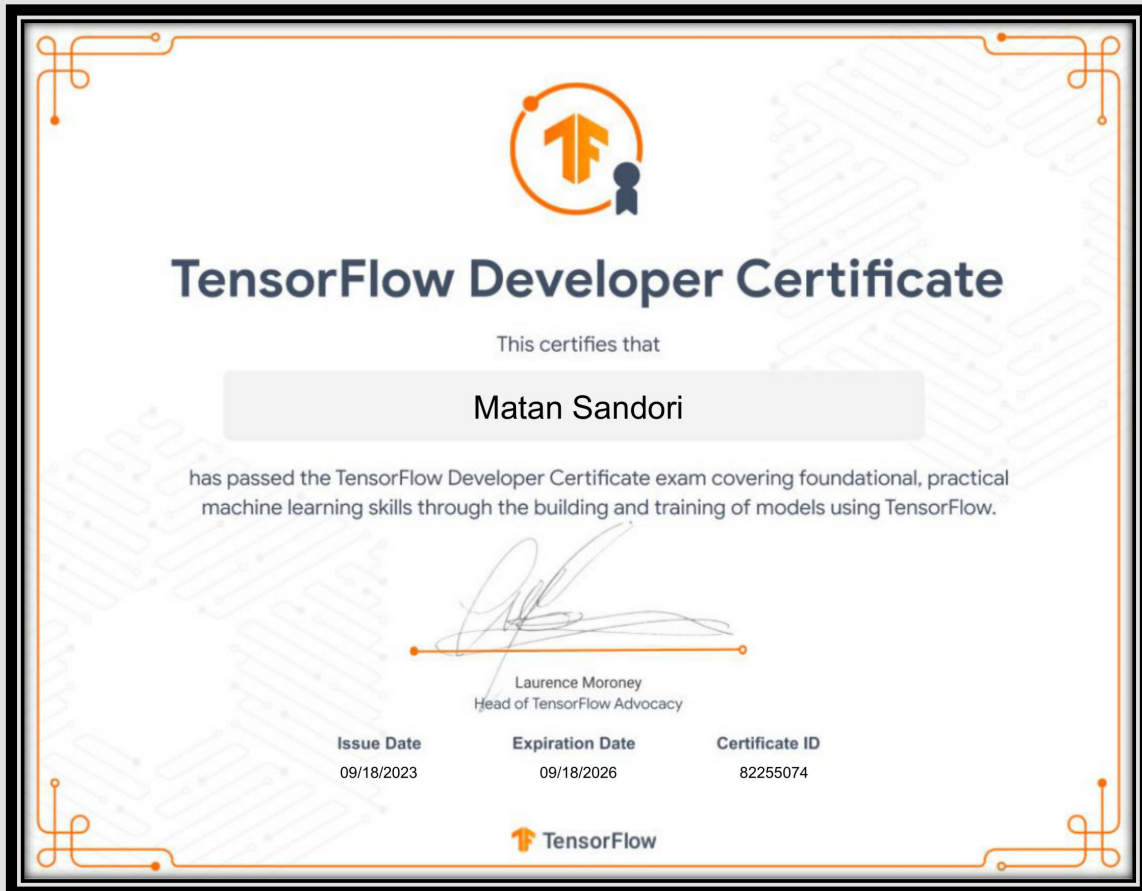 TensorFlow Developer Certificate
This certifies that
Matan Sandori
has passed the TensorFlow Developer Certificate exam covering foundational, practical
machine learning skills through the building and training of models using TensorFlow.
Laurence Moroney
Head of TensorFlow Advocacy
Issue Date Expiration Date Certificate ID
09/18/2023 09/18/2026 82255074
TensorFlow